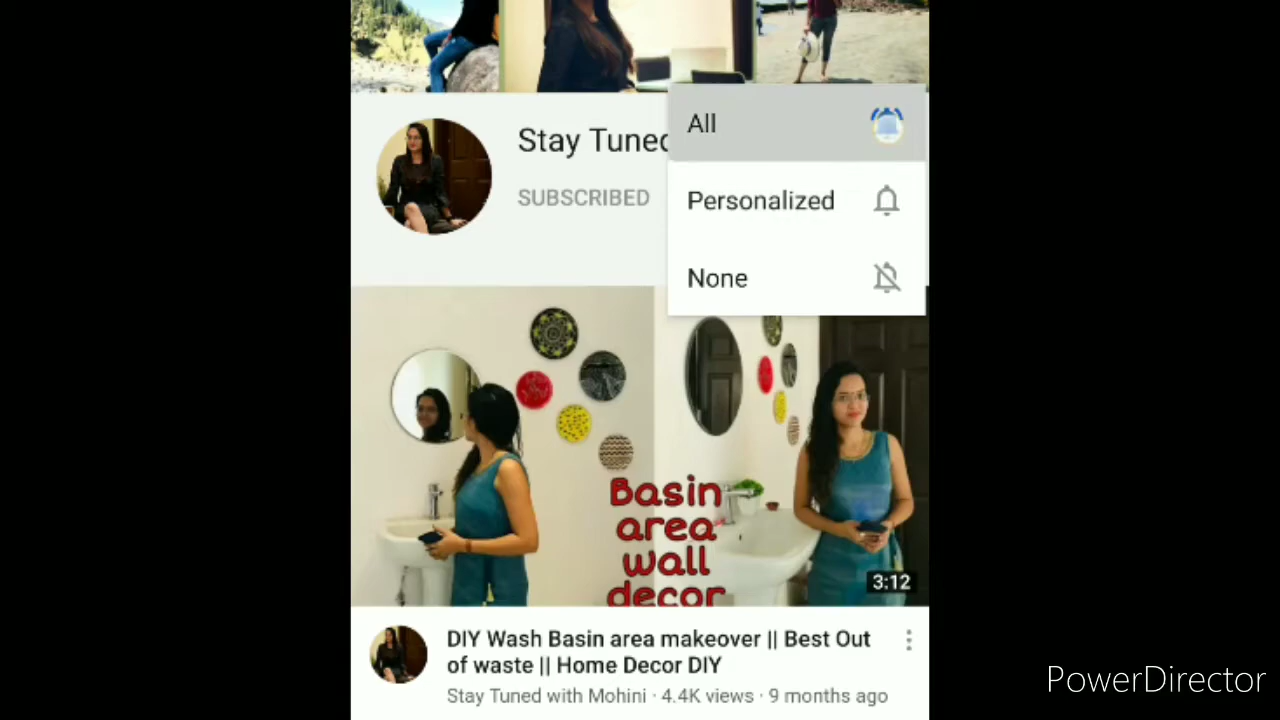 All
Stay Tuned
Personalized
SUBSCRIBED
None
Basin
area
wall
decor
3:12
DIY Wash Basin area makeover || Best Out
of waste || Home Decor DIY
Stay Tuned with Mohini · 4.4K views · 9 months ago
PowerDirector